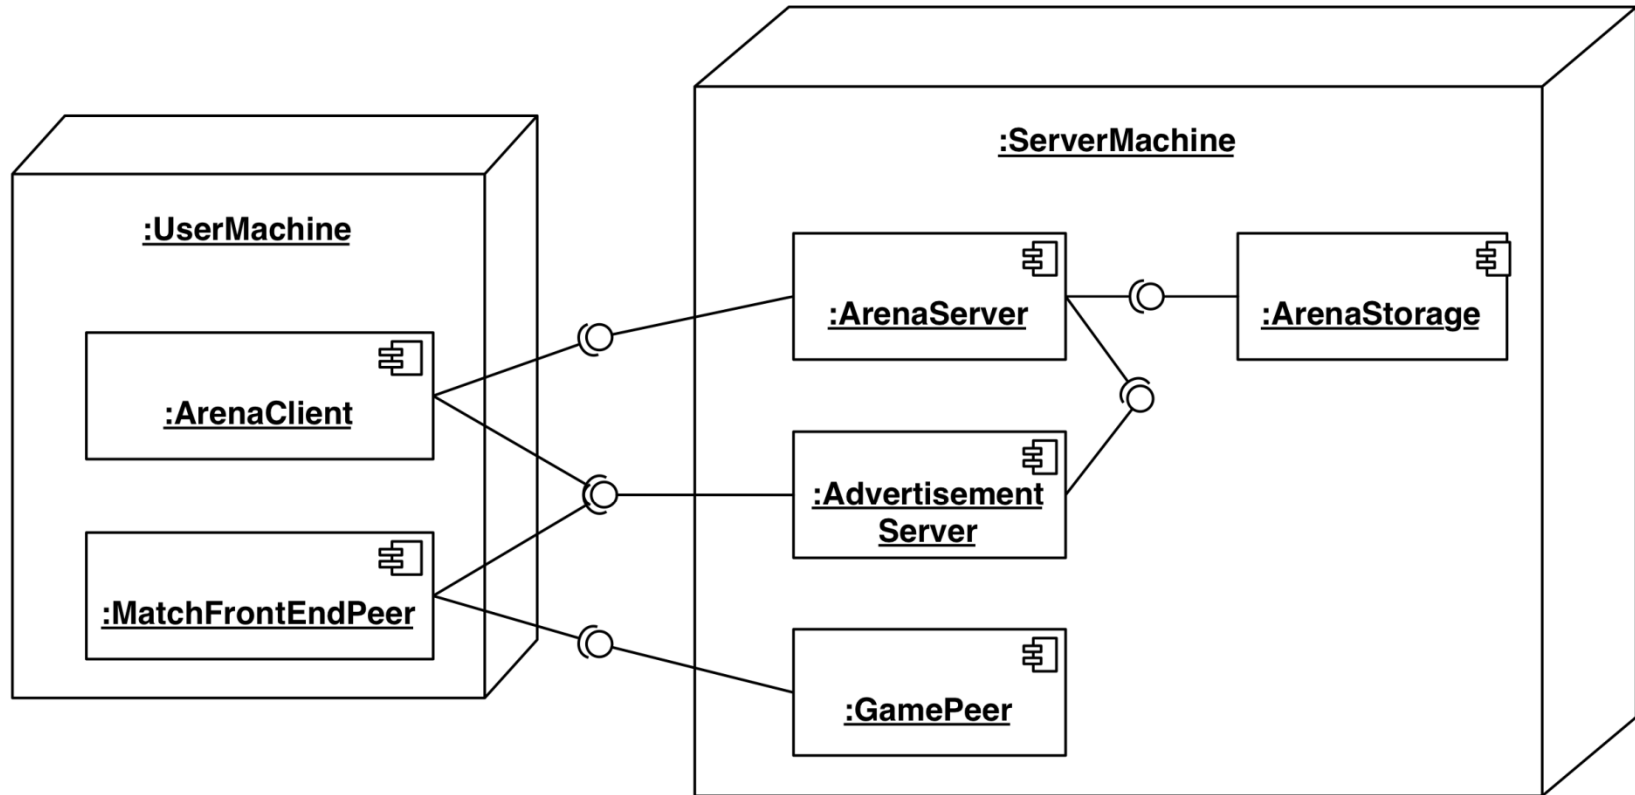 :UserMachine
:ArenaClient
:MatchFrontEndPeer
:ServerMachine
:ArenaServer
:ArenaStorage
:Advertisement
Server
:GamePeer